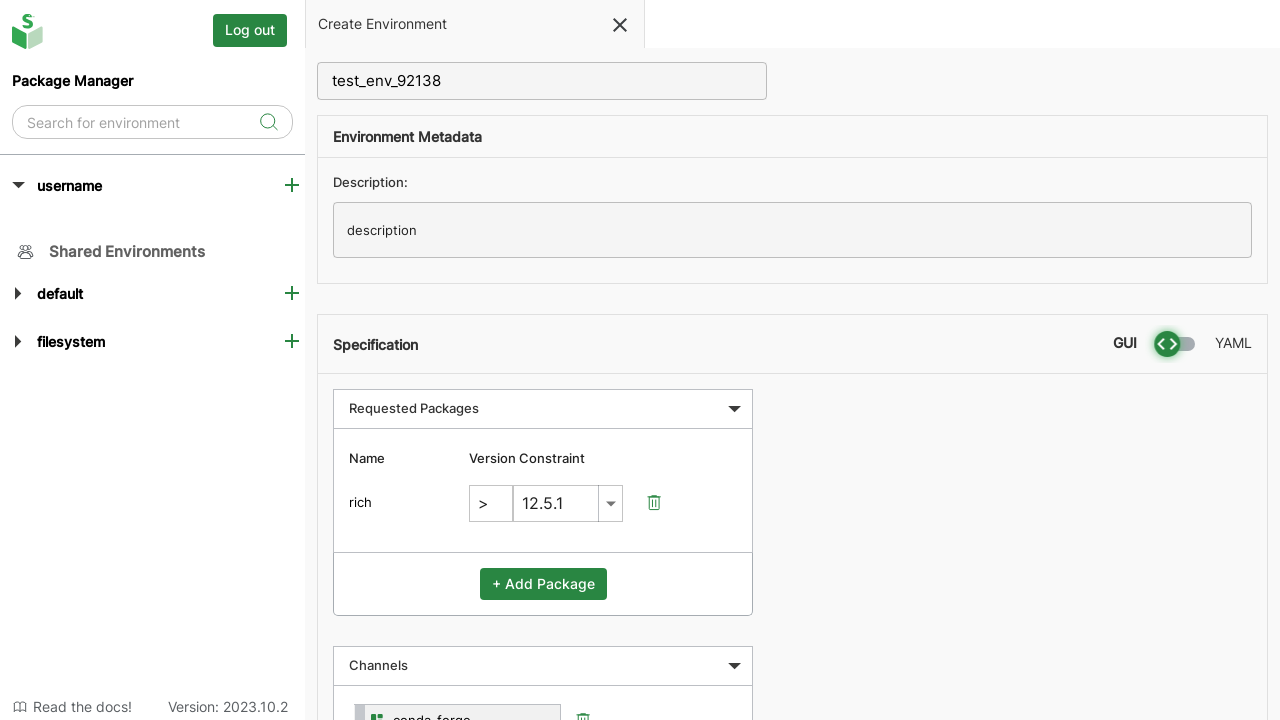 Log out
Package Manager
Search for environment
username
Shared Environments
default
filesystem
Read the docs!
Version: 2023.10.2
Create Environment
test_env_92138
Environment Metadata
Description:
description
Specification
GUI
YAML
Requested Packages
Name
Version Constraint
rich
>
12.5.1
+ Add Package
Channels
conda-forge